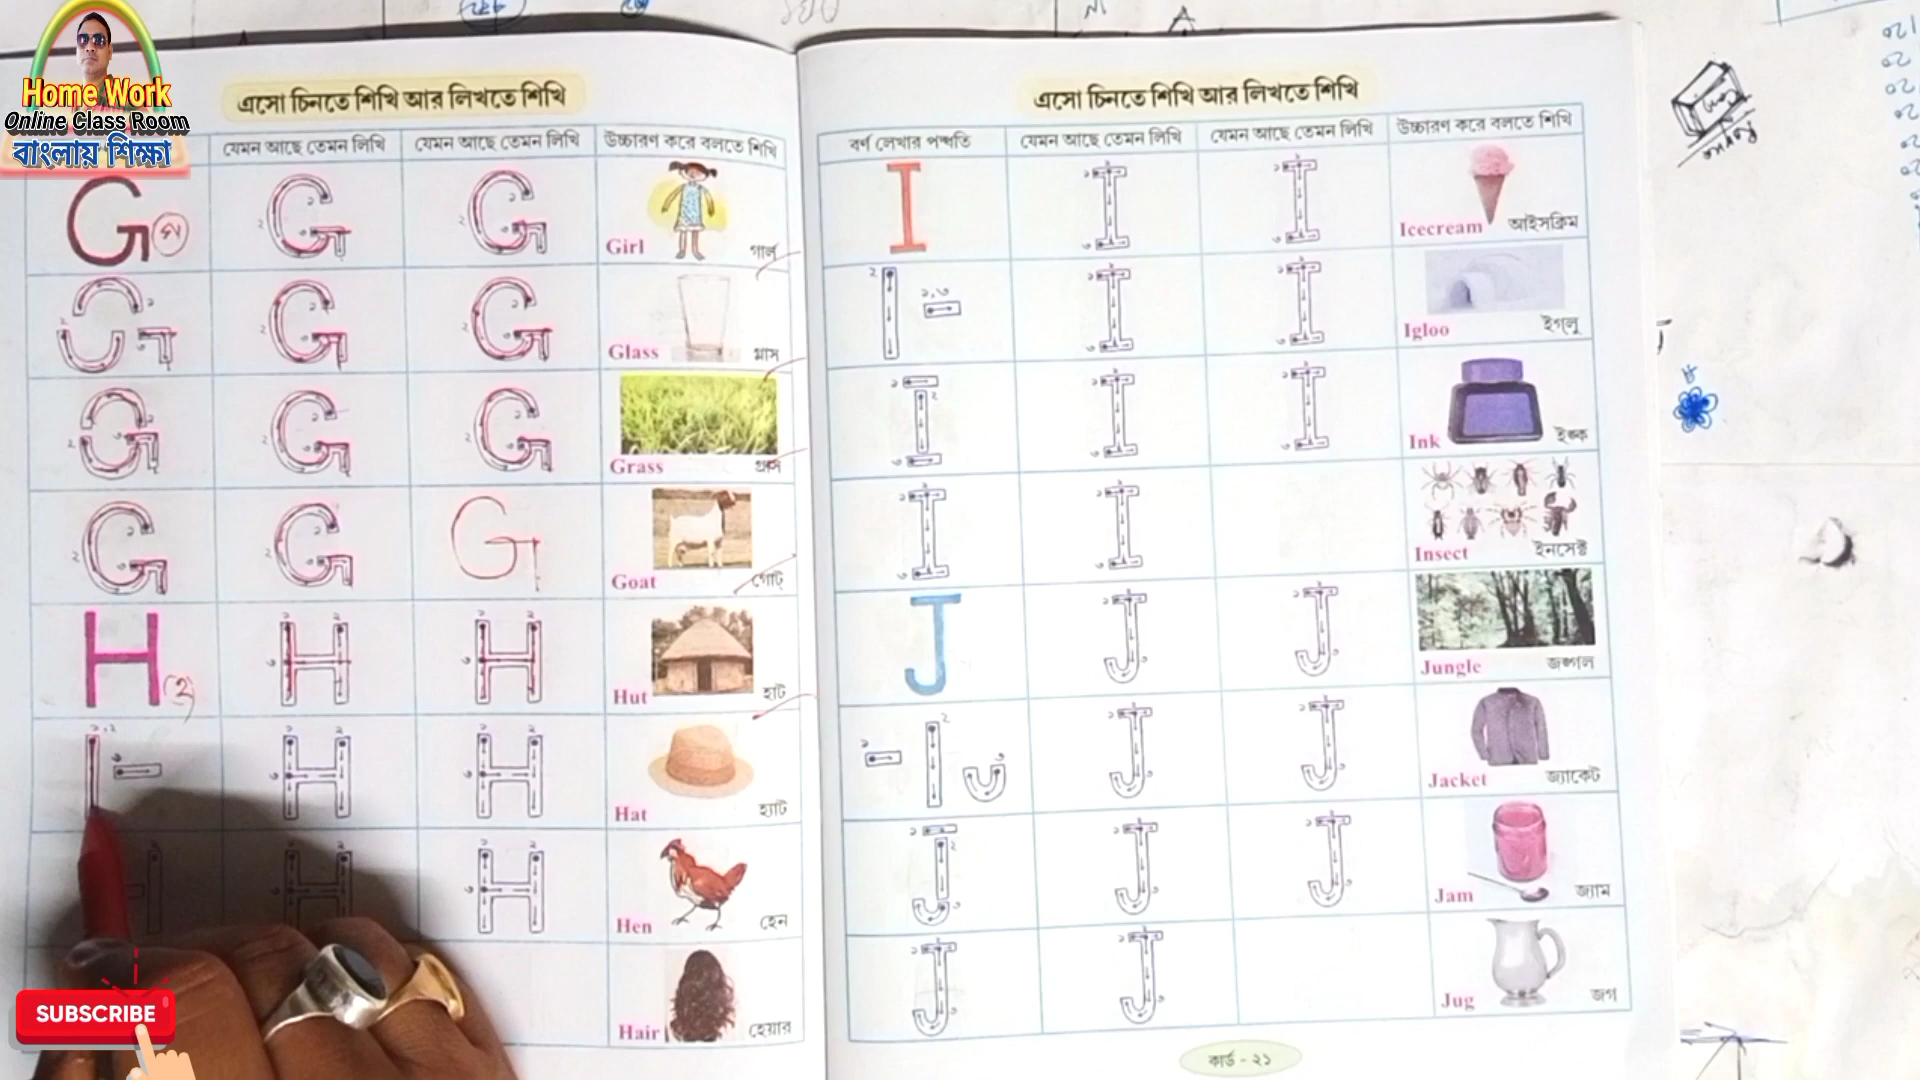 Home Work
Online Class Room
বাংলায় শিক্ষা
এসো চিনতে শিখি আর লিখতে শিখি
যেমন আছে তেমন লিখি
যেমন আছে তেমন লিখি
উচ্চারণ করে বলতে শিখি
G গ G G
Girl গার্ল
G G
Glass গ্লাস
G G G
Grass গ্রাস
G G G
Goat গোট্
H হ H H
Hut হাট
H H
Hat হ্যাট
H H
Hen হেন
Hair হেয়ার
SUBSCRIBE
এসো চিনতে শিখি আর লিখতে শিখি
বর্ণ লেখার পদ্ধতি
যেমন আছে তেমন লিখি
যেমন আছে তেমন লিখি
উচ্চারণ করে বলতে শিখি
I I I
Icecream আইসক্রিম
I I
Igloo ইগ্লু
I I I
Ink ইঙ্ক
I I
Insect ইনসেক্ট
J J J
Jungle জঙ্গল
J J
Jacket জ্যাকেট
J J J
Jam জ্যাম
J J
Jug জগ
কার্ড - ২১